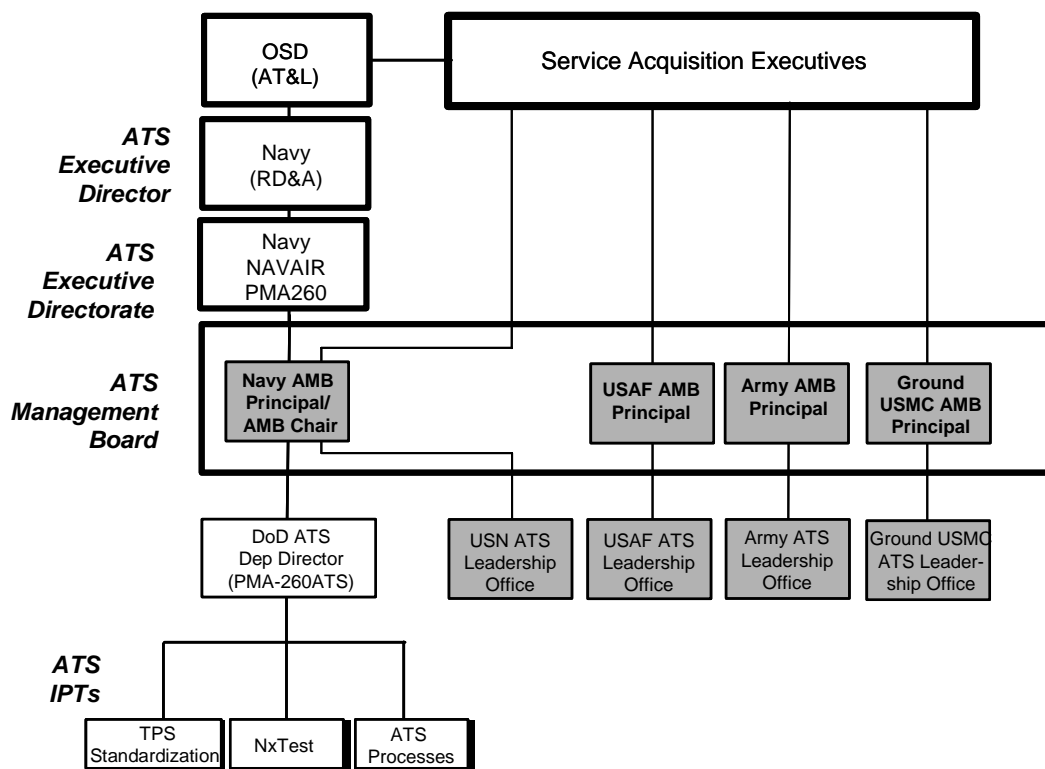 OSD
(AT&L)
Service Acquisition Executives
ATS
Executive
Director
Navy
(RD&A)
ATS
Executive
Directorate
Navy
NAVAIR
PMA260
ATS
Management
Board
Navy AMB
Principal/
AMB Chair
USAF AMB
Principal
Army AMB
Principal
Ground
USMC AMB
Principal
DoD ATS
Dep Director
(PMA-260ATS)
USN ATS
Leadership
Office
USAF ATS
Leadership
Office
Army ATS
Leadership
Office
Ground USMC
ATS Leader-
ship Office
ATS
IPTs
TPS
Standardization
NxTest
ATS
Processes